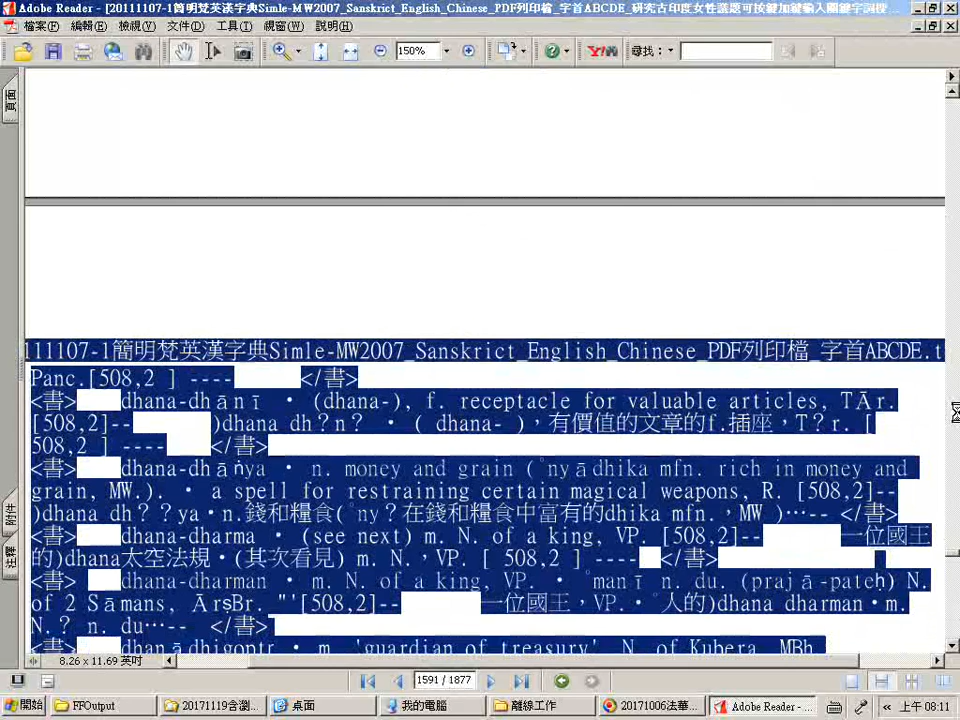 Adobe Reader - [20111107-1簡明梵英漢字典Simle-MW2007_Sanskrict_English_Chinese_PDF列印檔_字首ABCDE_研究古印度女性議題可按鍵加鍵輸入關鍵字詞搜
檔案(F) 編輯(E) 檢視(V) 文件(D) 工具(T) 視窗(W) 說明(H)
150% 尋找:
頁面
111107-1簡明梵英漢字典Simle-MW2007_Sanskrict_English_Chinese_PDF列印檔_字首ABCDE.t
Panc.[508,2 ] ---- </書>
<書> dhana-dhānī ‧ (dhana-), f. receptacle for valuable articles, TĀr.
[508,2]-- )dhana dh?n? ‧ ( dhana- )，有價值的文章的f.插座，T?r. [
508,2 ] ---- </書>
<書> dhana-dhāṅya ‧ n. money and grain (˚nyādhika mfn. rich in money and
grain, MW.). ‧ a spell for restraining certain magical weapons, R. [508,2]--
)dhana dh??ya‧n.錢和糧食(˙ny?在錢和糧食中富有的dhika mfn.，MW )…-- </書>
<書> dhana-dharma ‧ (see next) m. N. of a king, VP. [508,2]-- 一位國王
的)dhana太空法規‧(其次看見) m. N.，VP. [ 508,2 ] ---- </書>
<書> dhana-dharman ‧ m. N. of a king, VP. ‧ ˚manī n. du. (prajā-pateḥ) N.
of 2 Sāmans, ĀrṣBr. "'[508,2]-- 一位國王，VP.‧˙人的)dhana dharman‧m.
N.? n. du…-- </書>
<書> dhanādhigoptr ‧ m. 'guardian of treasury' N. of Kubera, MBh.
附件
注釋
8.26 x 11.69 英吋
1591 / 1877
開始 FFOutput 20171119含瀏... 桌面 我的電腦 離線工作 20171006法華... Adobe Reader - ... 上午 08:11